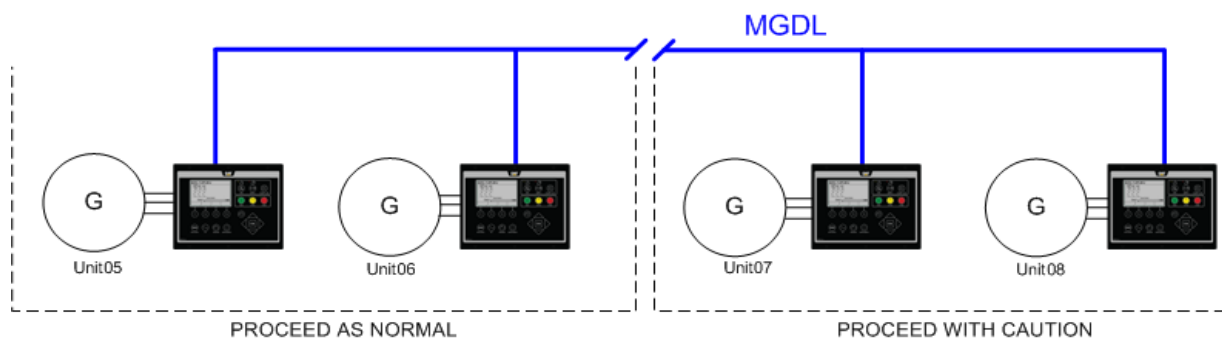 MGDL
G
G
G
G
Unit05
Unit06
Unit07
Unit08
PROCEED AS NORMAL
PROCEED WITH CAUTION